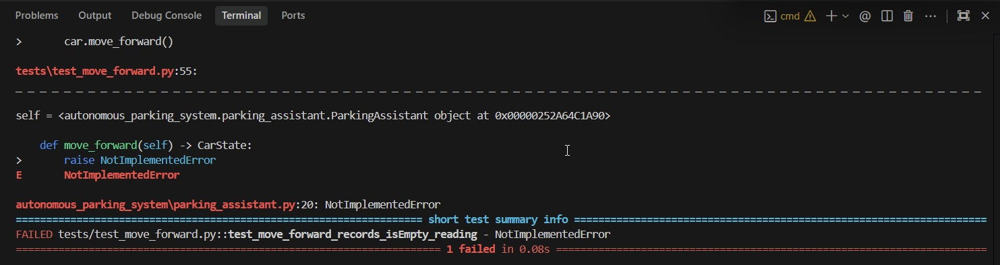 Problems Output Debug Console Terminal Ports cmd
> car.move_forward()
tests\test_move_forward.py:55:
_ _ _ _ _ _ _ _ _ _ _ _ _ _ _ _ _ _ _ _ _ _ _ _ _ _ _ _ _ _ _ _ _ _ _ _ _ _ _ _ _ _ _ _ _ _ _ _ _ _ _ _ _ _ _ _ _ _ _ _ _ _ _ _ _ _ _ _ _ _ _ _ _ _ _ _ _ _ _ _
self = <autonomous_parking_system.parking_assistant.ParkingAssistant object at 0x00000252A64C1A90>
def move_forward(self) -> CarState:
> raise NotImplementedError
E NotImplementedError
autonomous_parking_system\parking_assistant.py:20: NotImplementedError
=================================================================== short test summary info ====================================================================
FAILED tests/test_move_forward.py::test_move_forward_records_isEmpty_reading - NotImplementedError
====================================================================== 1 failed in 0.08s =======================================================================